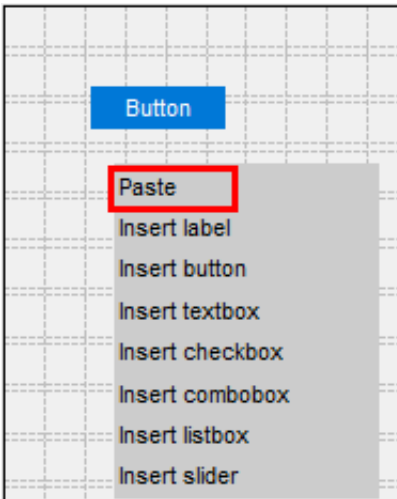 Button
Paste
Insert label
Insert button
Insert textbox
Insert checkbox
Insert combobox
Insert listbox
Insert slider